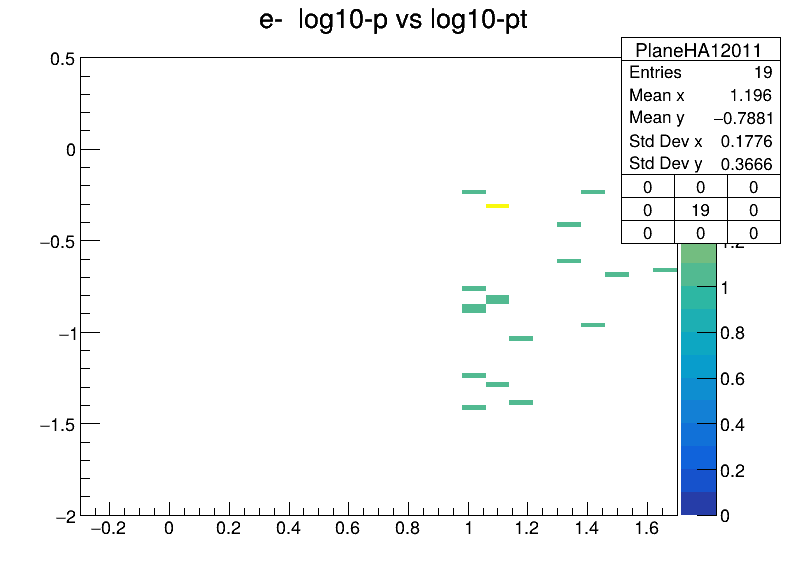 e-  log10-p vs log10-pt
PlaneHA12011
Entries 19
Mean x 1.196
Mean y −0.7881
Std Dev x 0.1776
Std Dev y 0.3666
0 0 0
0 19 0
0 0 0
0.5
0
−0.5
−1
−1.5
−2
−0.2 0 0.2 0.4 0.6 0.8 1 1.2 1.4 1.6
1.2
1
0.8
0.6
0.4
0.2
0